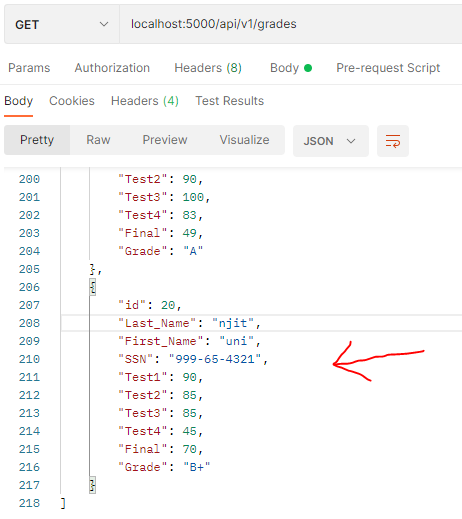 GET localhost:5000/api/v1/grades
Params Authorization Headers (8) Body Pre-request Script
Body Cookies Headers (4) Test Results
Pretty Raw Preview Visualize JSON
200 "Test2": 90,
201 "Test3": 100,
202 "Test4": 83,
203 "Final": 49,
204 "Grade": "A"
205 },
206 {
207 "id": 20,
208 "Last_Name": "njit",
209 "First_Name": "uni",
210 "SSN": "999-65-4321",
211 "Test1": 90,
212 "Test2": 85,
213 "Test3": 85,
214 "Test4": 45,
215 "Final": 70,
216 "Grade": "B+"
217 }
218 ]